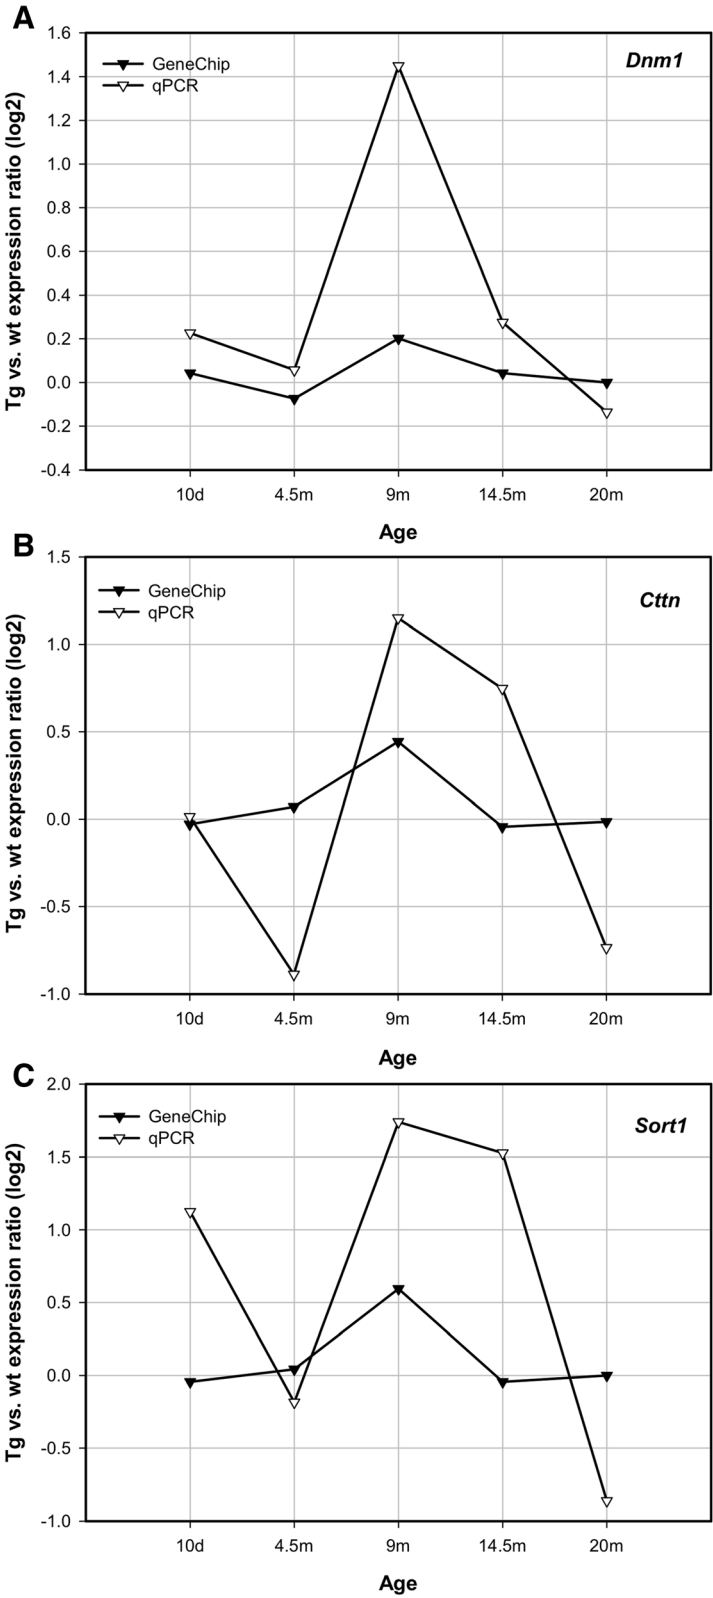 A
Tg vs. wt expression ratio (log2)
1.6
1.4
1.2
1.0
0.8
0.6
0.4
0.2
0.0
-0.2
-0.4
GeneChip
qPCR
Dnm1
10d 4.5m 9m 14.5m 20m
Age
B
Tg vs. wt expression ratio (log2)
1.5
1.0
0.5
0.0
-0.5
-1.0
GeneChip
qPCR
Cttn
10d 4.5m 9m 14.5m 20m
Age
C
Tg vs. wt expression ratio (log2)
2.0
1.5
1.0
0.5
0.0
-0.5
-1.0
GeneChip
qPCR
Sort1
10d 4.5m 9m 14.5m 20m
Age